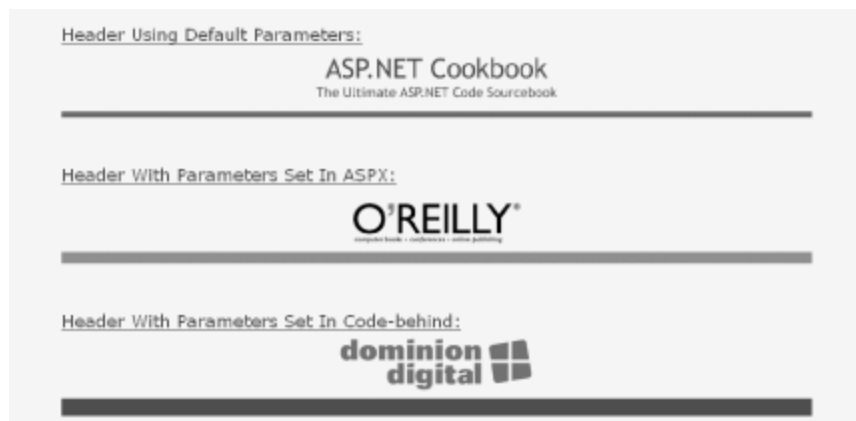 Header Using Default Parameters:
ASP.NET Cookbook
The Ultimate ASP.NET Code Sourcebook
Header With Parameters Set In ASPX:
O'REILLY®
computer books • conferences • online publishing
Header With Parameters Set In Code-behind:
dominion
digital